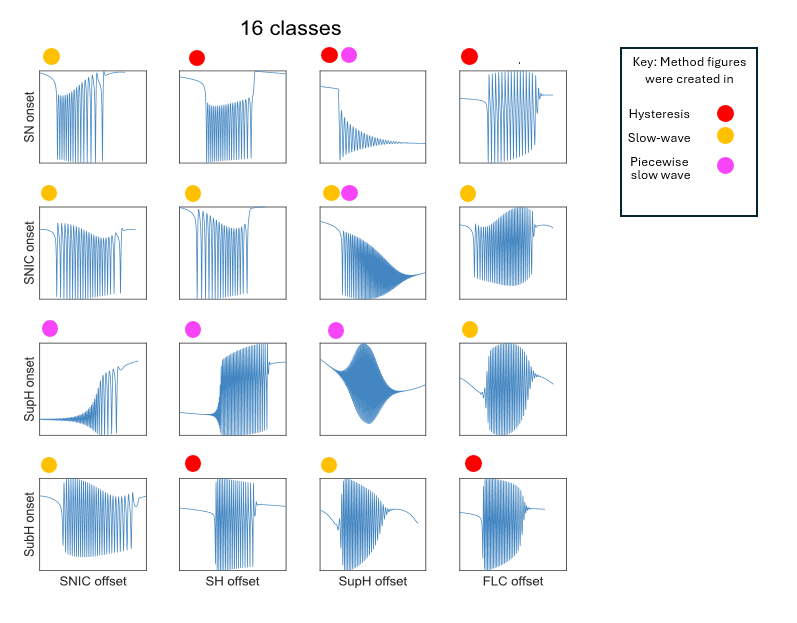 16 classes
Key: Method figures
were created in
Hysteresis
Slow-wave
Piecewise
slow wave
SN onset
SNIC onset
SupH onset
SubH onset
SNIC offset
SH offset
SupH offset
FLC offset